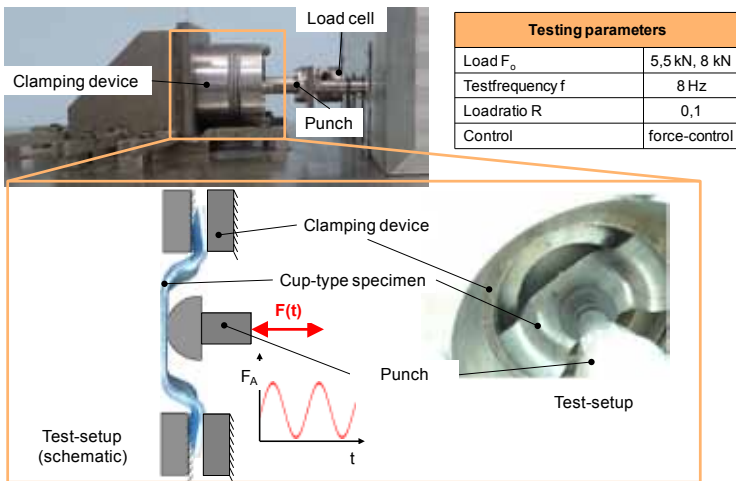 Load cell
Clamping device
Punch
Testing parameters
Load Fₒ 5,5 kN, 8 kN
Testfrequency f 8 Hz
Loadratio R 0,1
Control force-control
Clamping device
Cup-type specimen
F(t)
Punch
F_A
t
Test-setup
(schematic)
Test-setup